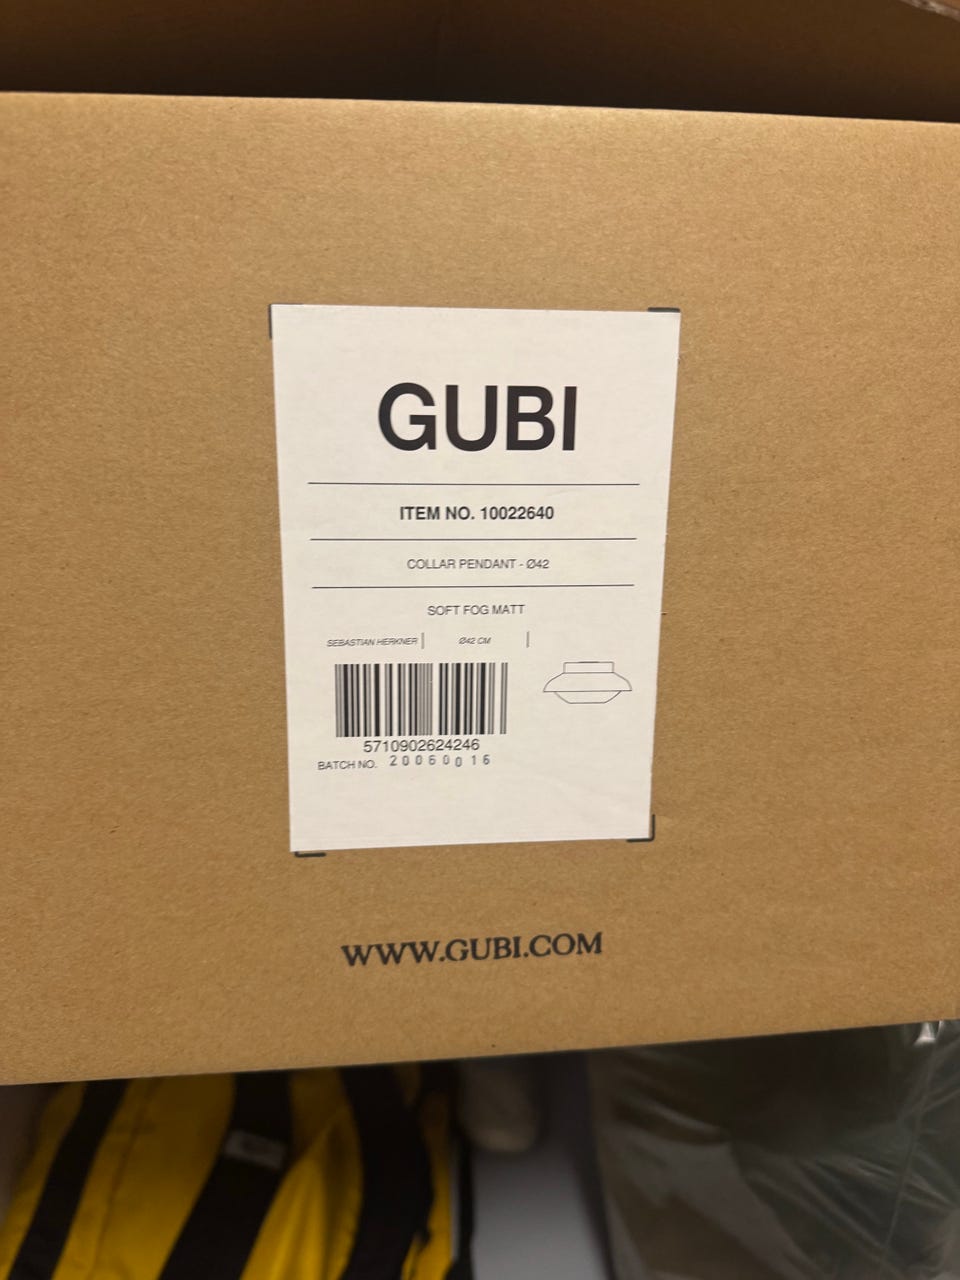 GUBI
ITEM NO. 10022640
COLLAR PENDANT - Ø42
SOFT FOG MATT
SEBASTIAN HERKNER Ø42 CM
5710902624246
BATCH NO. 20060016
WWW.GUBI.COM